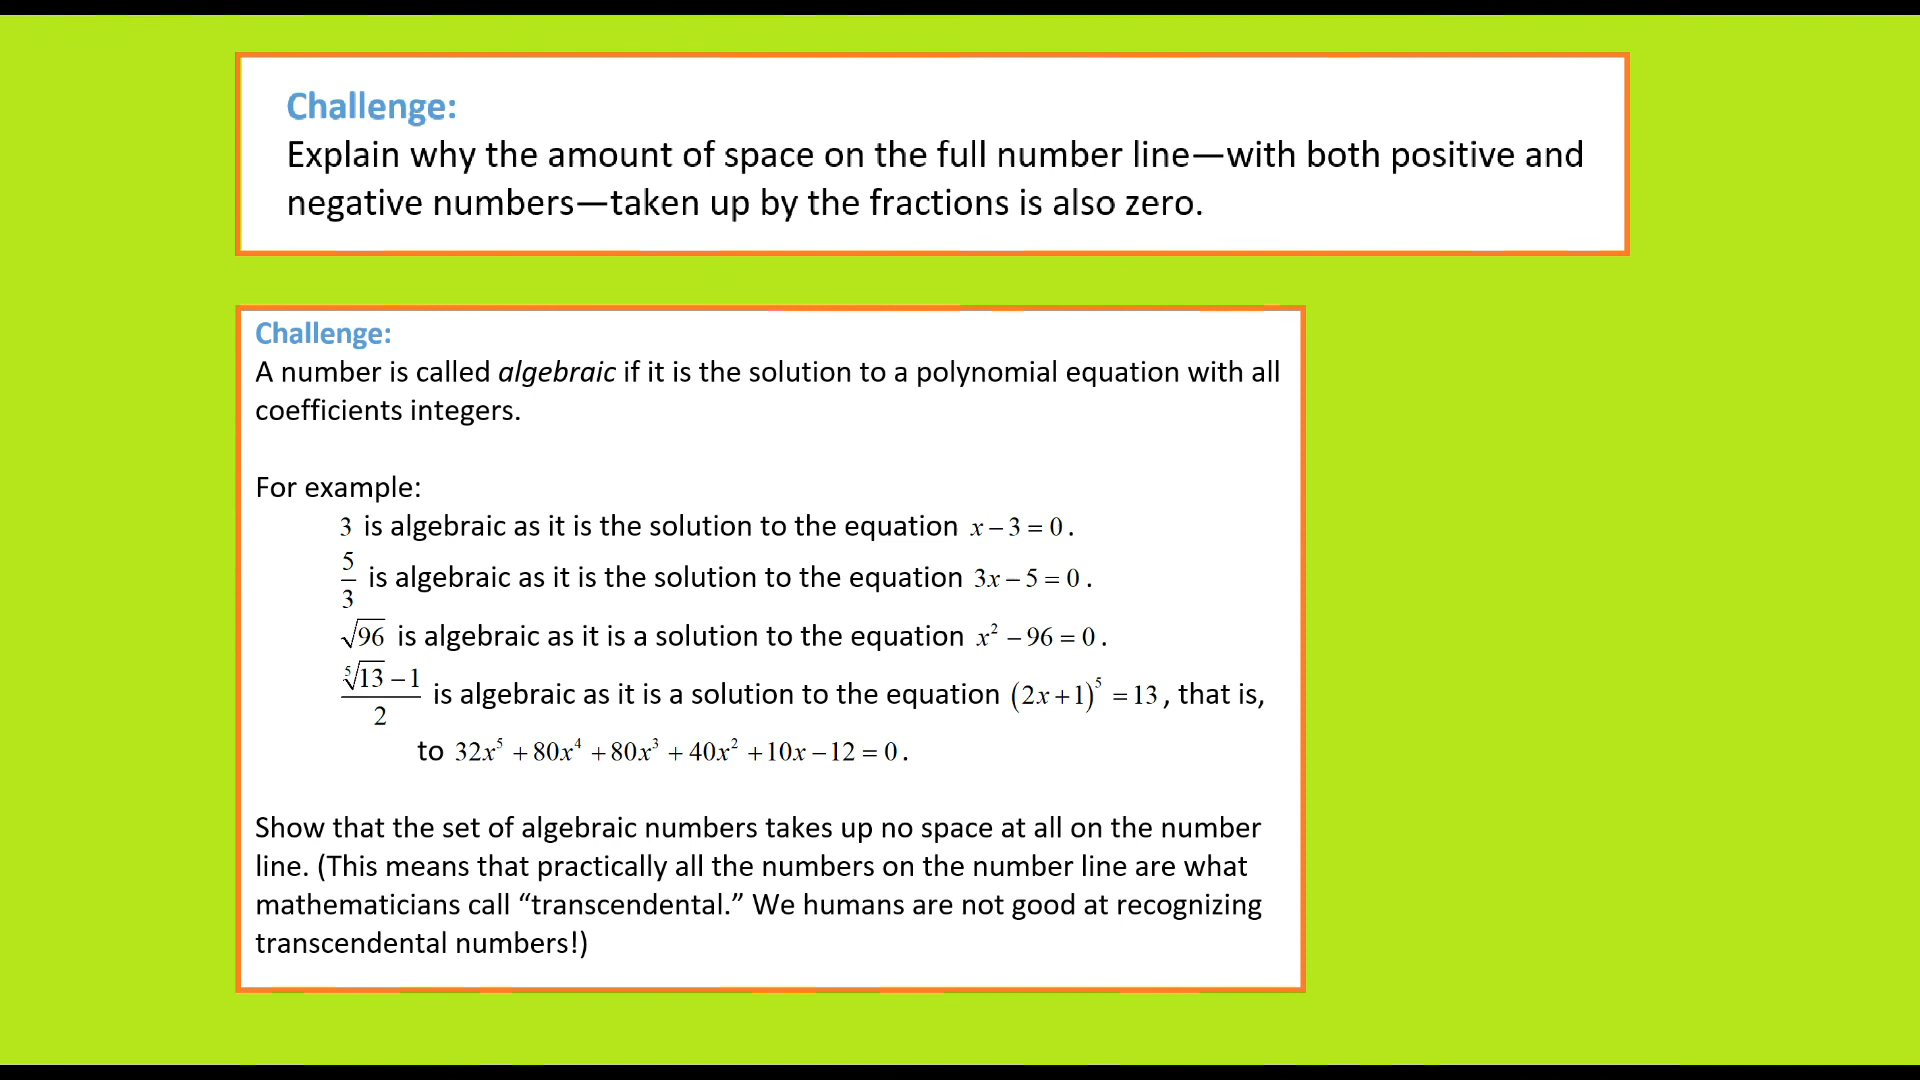 Challenge:
Explain why the amount of space on the full number line—with both positive and
negative numbers—taken up by the fractions is also zero.
Challenge:
A number is called algebraic if it is the solution to a polynomial equation with all
coefficients integers.
For example:
3 is algebraic as it is the solution to the equation x − 3 = 0.
5/3 is algebraic as it is the solution to the equation 3x − 5 = 0.
√96 is algebraic as it is a solution to the equation x² − 96 = 0.
(⁵√13 − 1)/2 is algebraic as it is a solution to the equation (2x + 1)⁵ = 13, that is,
to 32x⁵ + 80x⁴ + 80x³ + 40x² + 10x − 12 = 0.
Show that the set of algebraic numbers takes up no space at all on the number
line. (This means that practically all the numbers on the number line are what
mathematicians call “transcendental.” We humans are not good at recognizing
transcendental numbers!)